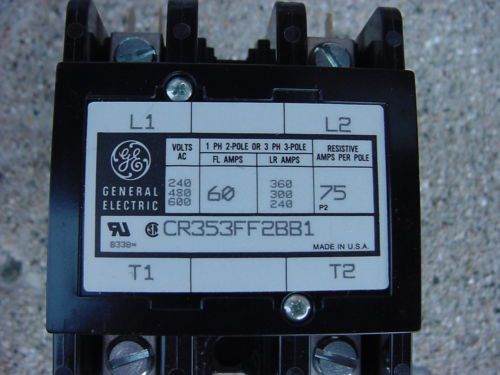 L1 L2
VOLTS AC
1 PH 2-POLE OR 3 PH 3-POLE
FL AMPS LR AMPS
RESISTIVE AMPS PER POLE
GE
GENERAL ELECTRIC
240 60 360 75
480 300
600 240
P2
CR353FF2BB1
MADE IN U.S.A.
T1 T2